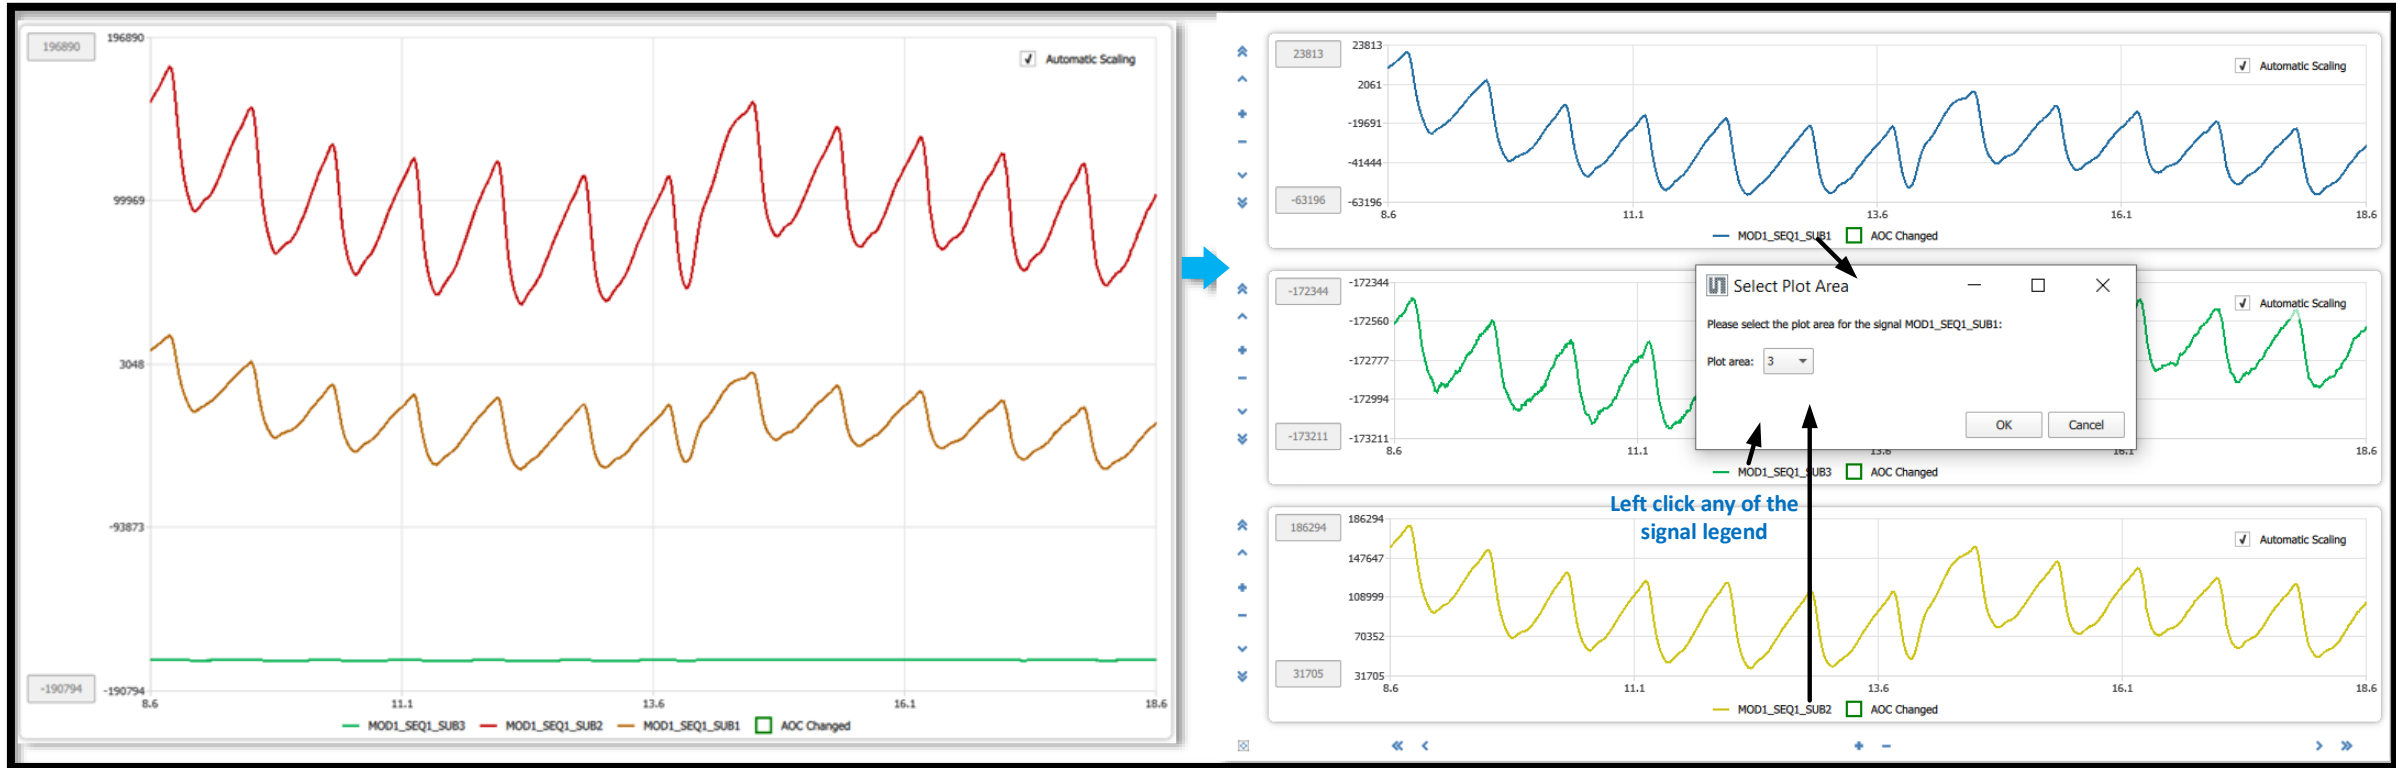 196890
196890
Automatic Scaling
99969
3048
-93873
-190794
-190794
8.6 11.1 13.6 16.1 18.6
MOD1_SEQ1_SUB3 MOD1_SEQ1_SUB2 MOD1_SEQ1_SUB1 AOC Changed
23813
23813
Automatic Scaling
2061
-19691
-41444
-63196
-63196
8.6 11.1 13.6 16.1 18.6
MOD1_SEQ1_SUB1 AOC Changed
-172344
-172344
Automatic Scaling
-172560
-172777
-172994
-173211
-173211
8.6 11.1 13.6 16.1 18.6
MOD1_SEQ1_SUB3 AOC Changed
Select Plot Area
Please select the plot area for the signal MOD1_SEQ1_SUB1:
Plot area: 3
OK Cancel
Left click any of the
signal legend
186294
186294
Automatic Scaling
147647
108999
70352
31705
31705
8.6 11.1 13.6 16.1 18.6
MOD1_SEQ1_SUB2 AOC Changed